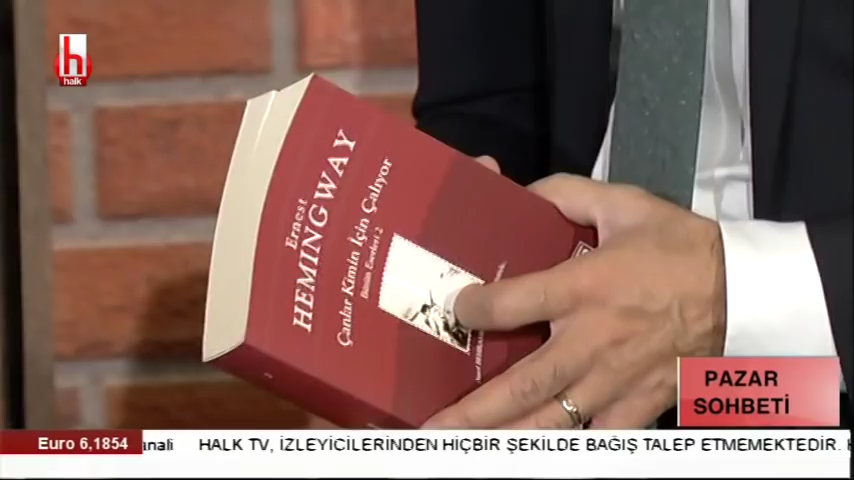 h
halk
Ernest
HEMINGWAY
Çanlar Kimin İçin Çalıyor
Bütün Eserleri 2
PAZAR
SOHBETİ
Euro 6,1854
anali HALK TV, İZLEYİCİLERİNDEN HİÇBİR ŞEKİLDE BAĞIŞ TALEP ETMEMEKTEDİR.